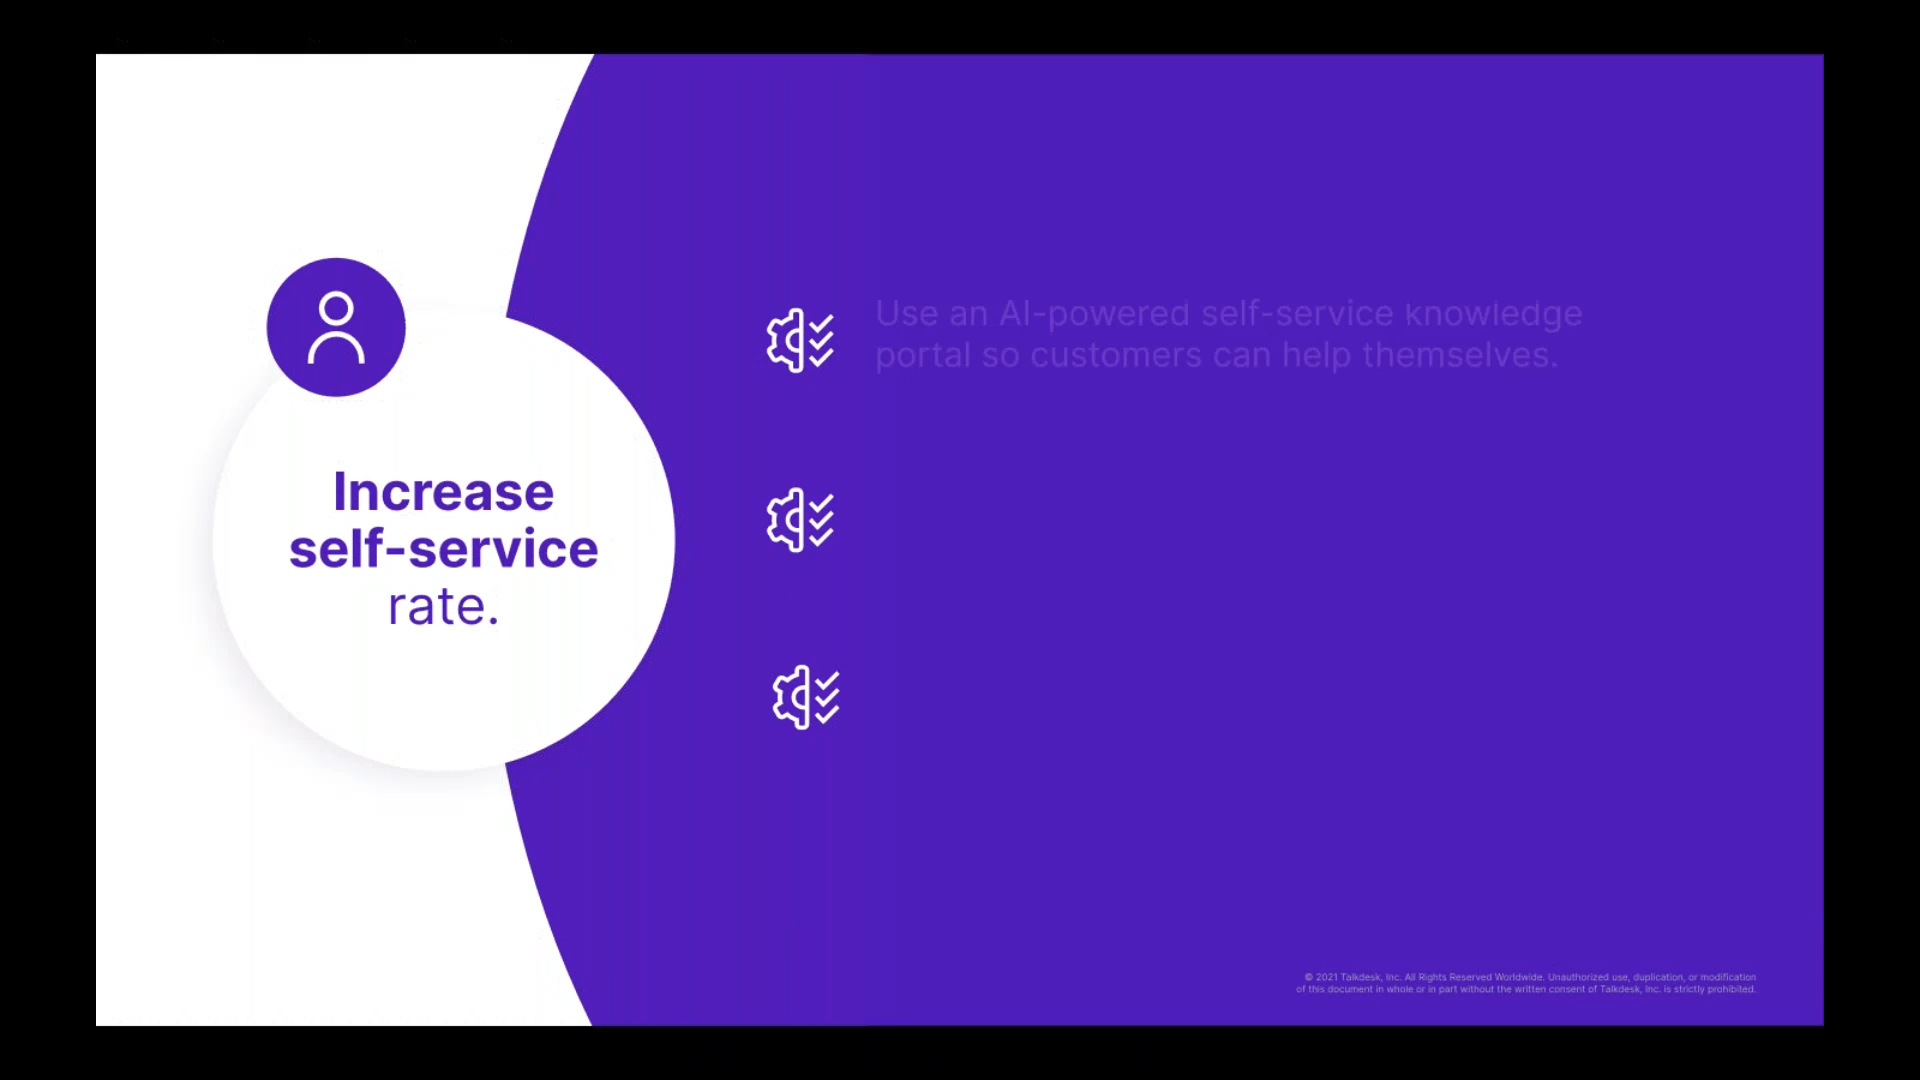 Increase
self-service
rate.
Use an AI-powered self-service knowledge
portal so customers can help themselves.
© 2021 Talkdesk, Inc. All Rights Reserved Worldwide. Unauthorized use, duplication, or modification
of this document in whole or in part without the written consent of Talkdesk, Inc. is strictly prohibited.